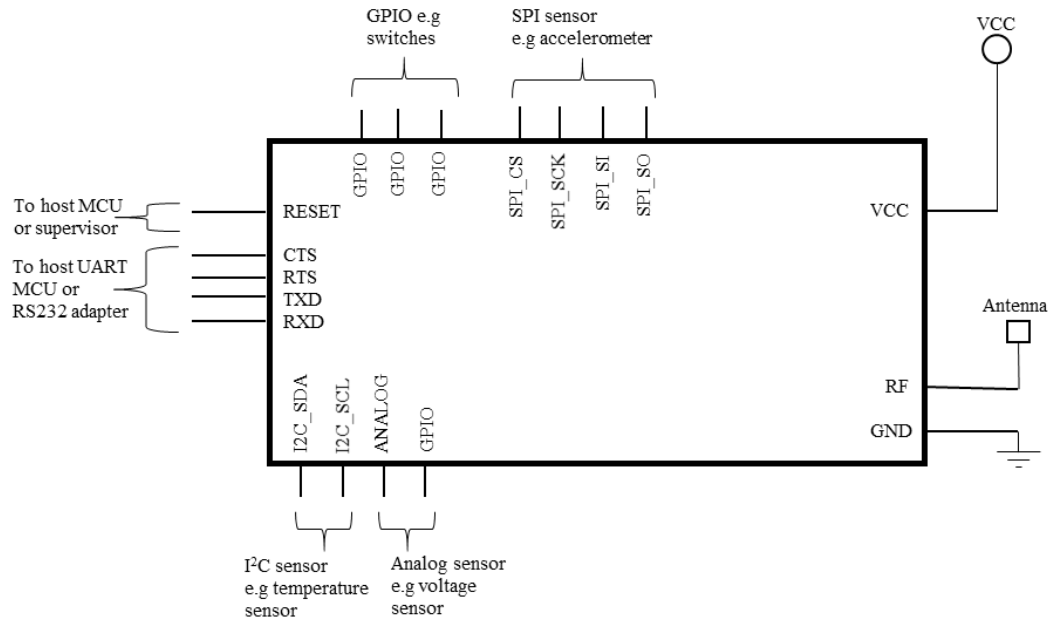 GPIO e.g
switches
SPI sensor
e.g accelerometer
VCC
GPIO
GPIO
GPIO
SPI_CS
SPI_SCK
SPI_SI
SPI_SO
To host MCU
or supervisor
RESET
VCC
To host UART
MCU or
RS232 adapter
CTS
RTS
TXD
RXD
Antenna
RF
GND
I2C_SDA
I2C_SCL
ANALOG
GPIO
I²C sensor
e.g temperature
sensor
Analog sensor
e.g voltage
sensor